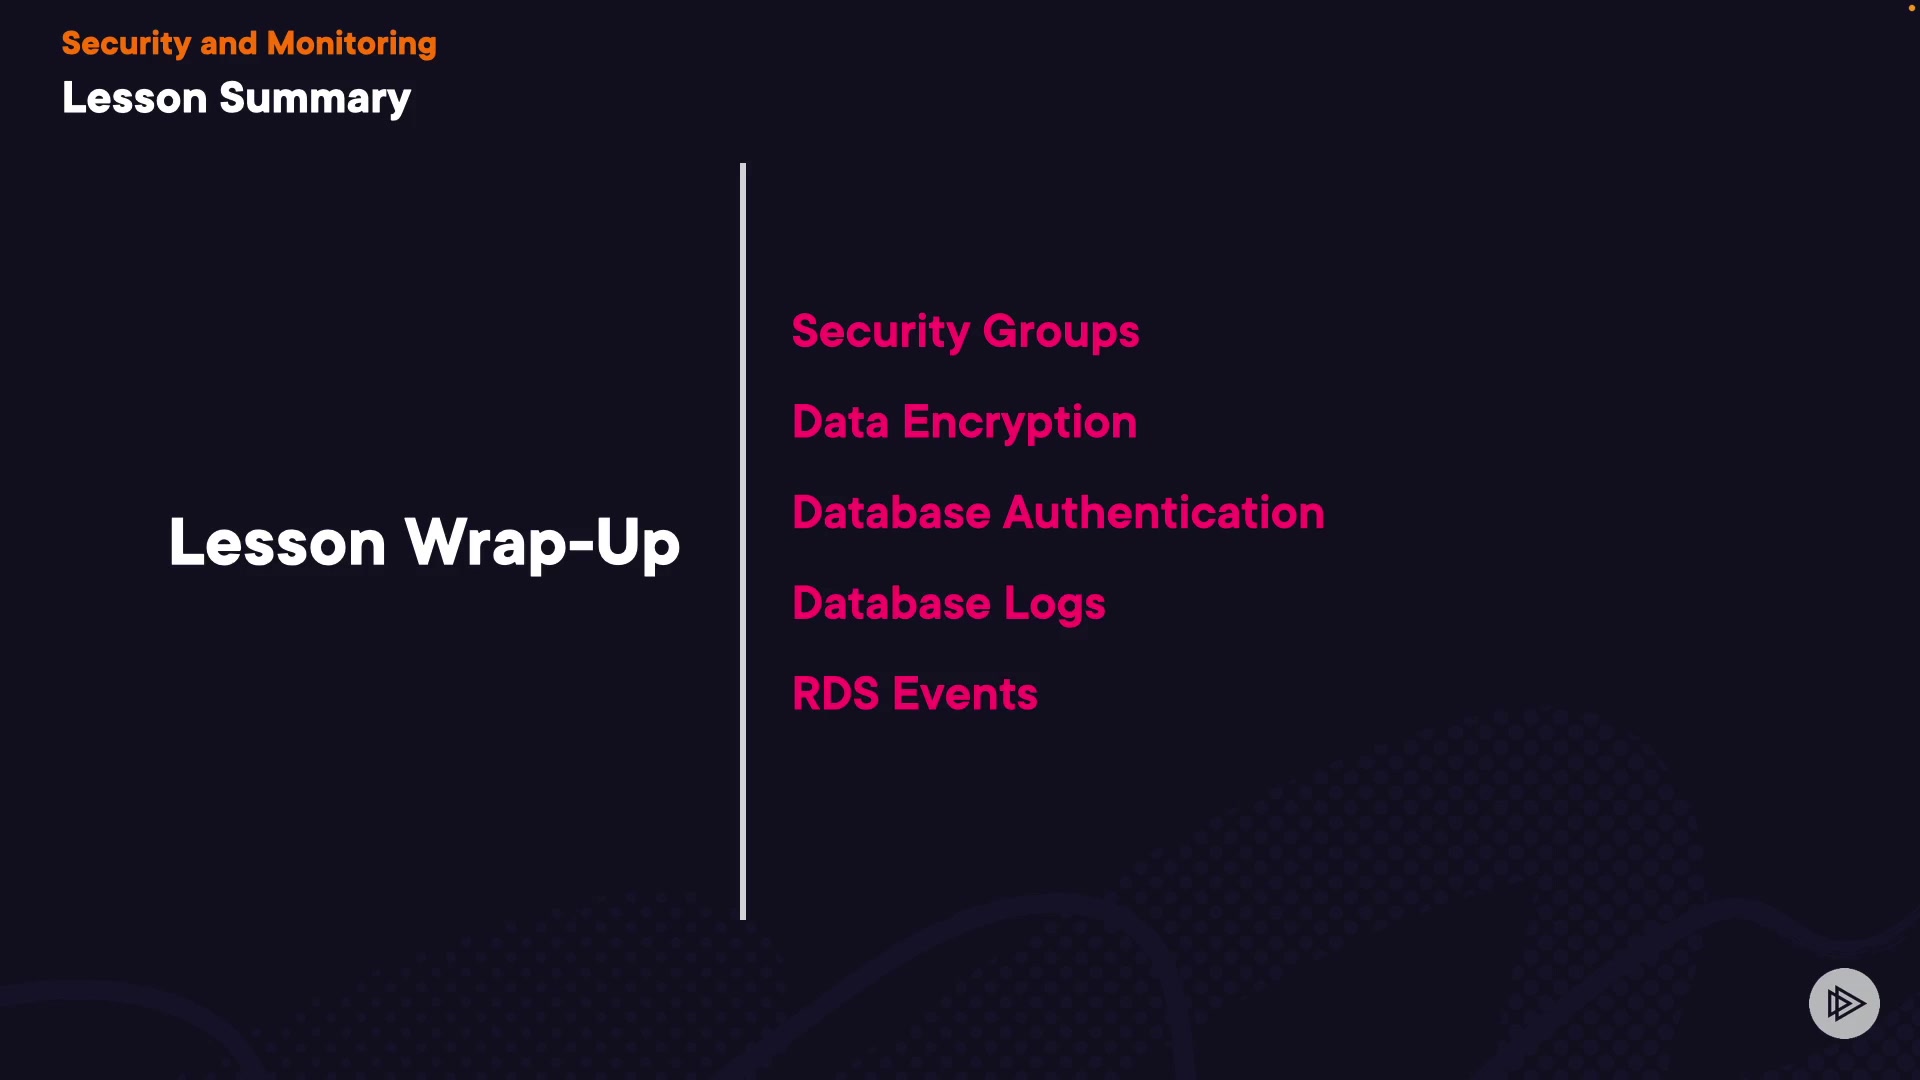 Security and Monitoring
Lesson Summary
Lesson Wrap-Up
Security Groups
Data Encryption
Database Authentication
Database Logs
RDS Events